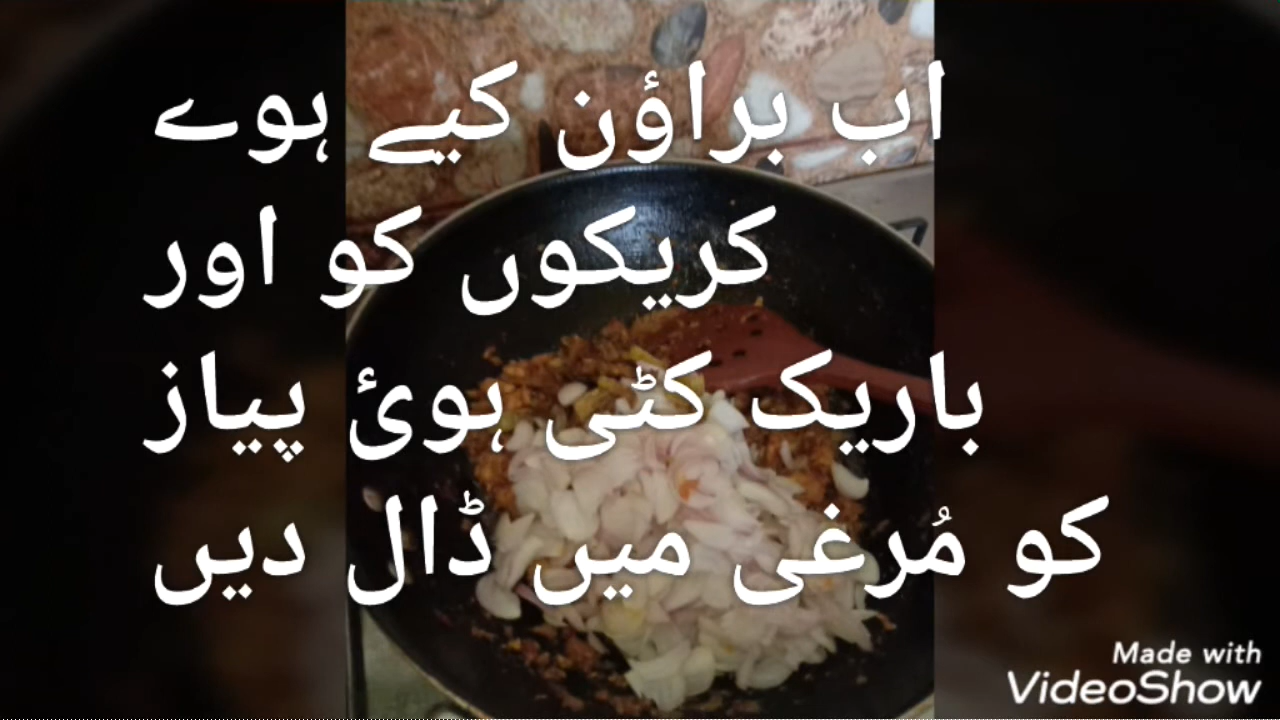 اب براؤن کیے ہوے
کریکوں کو اور
باریک کٹی ہوئ پیاز
کو مُرغی میں ڈال دیں
Made with
VideoShow